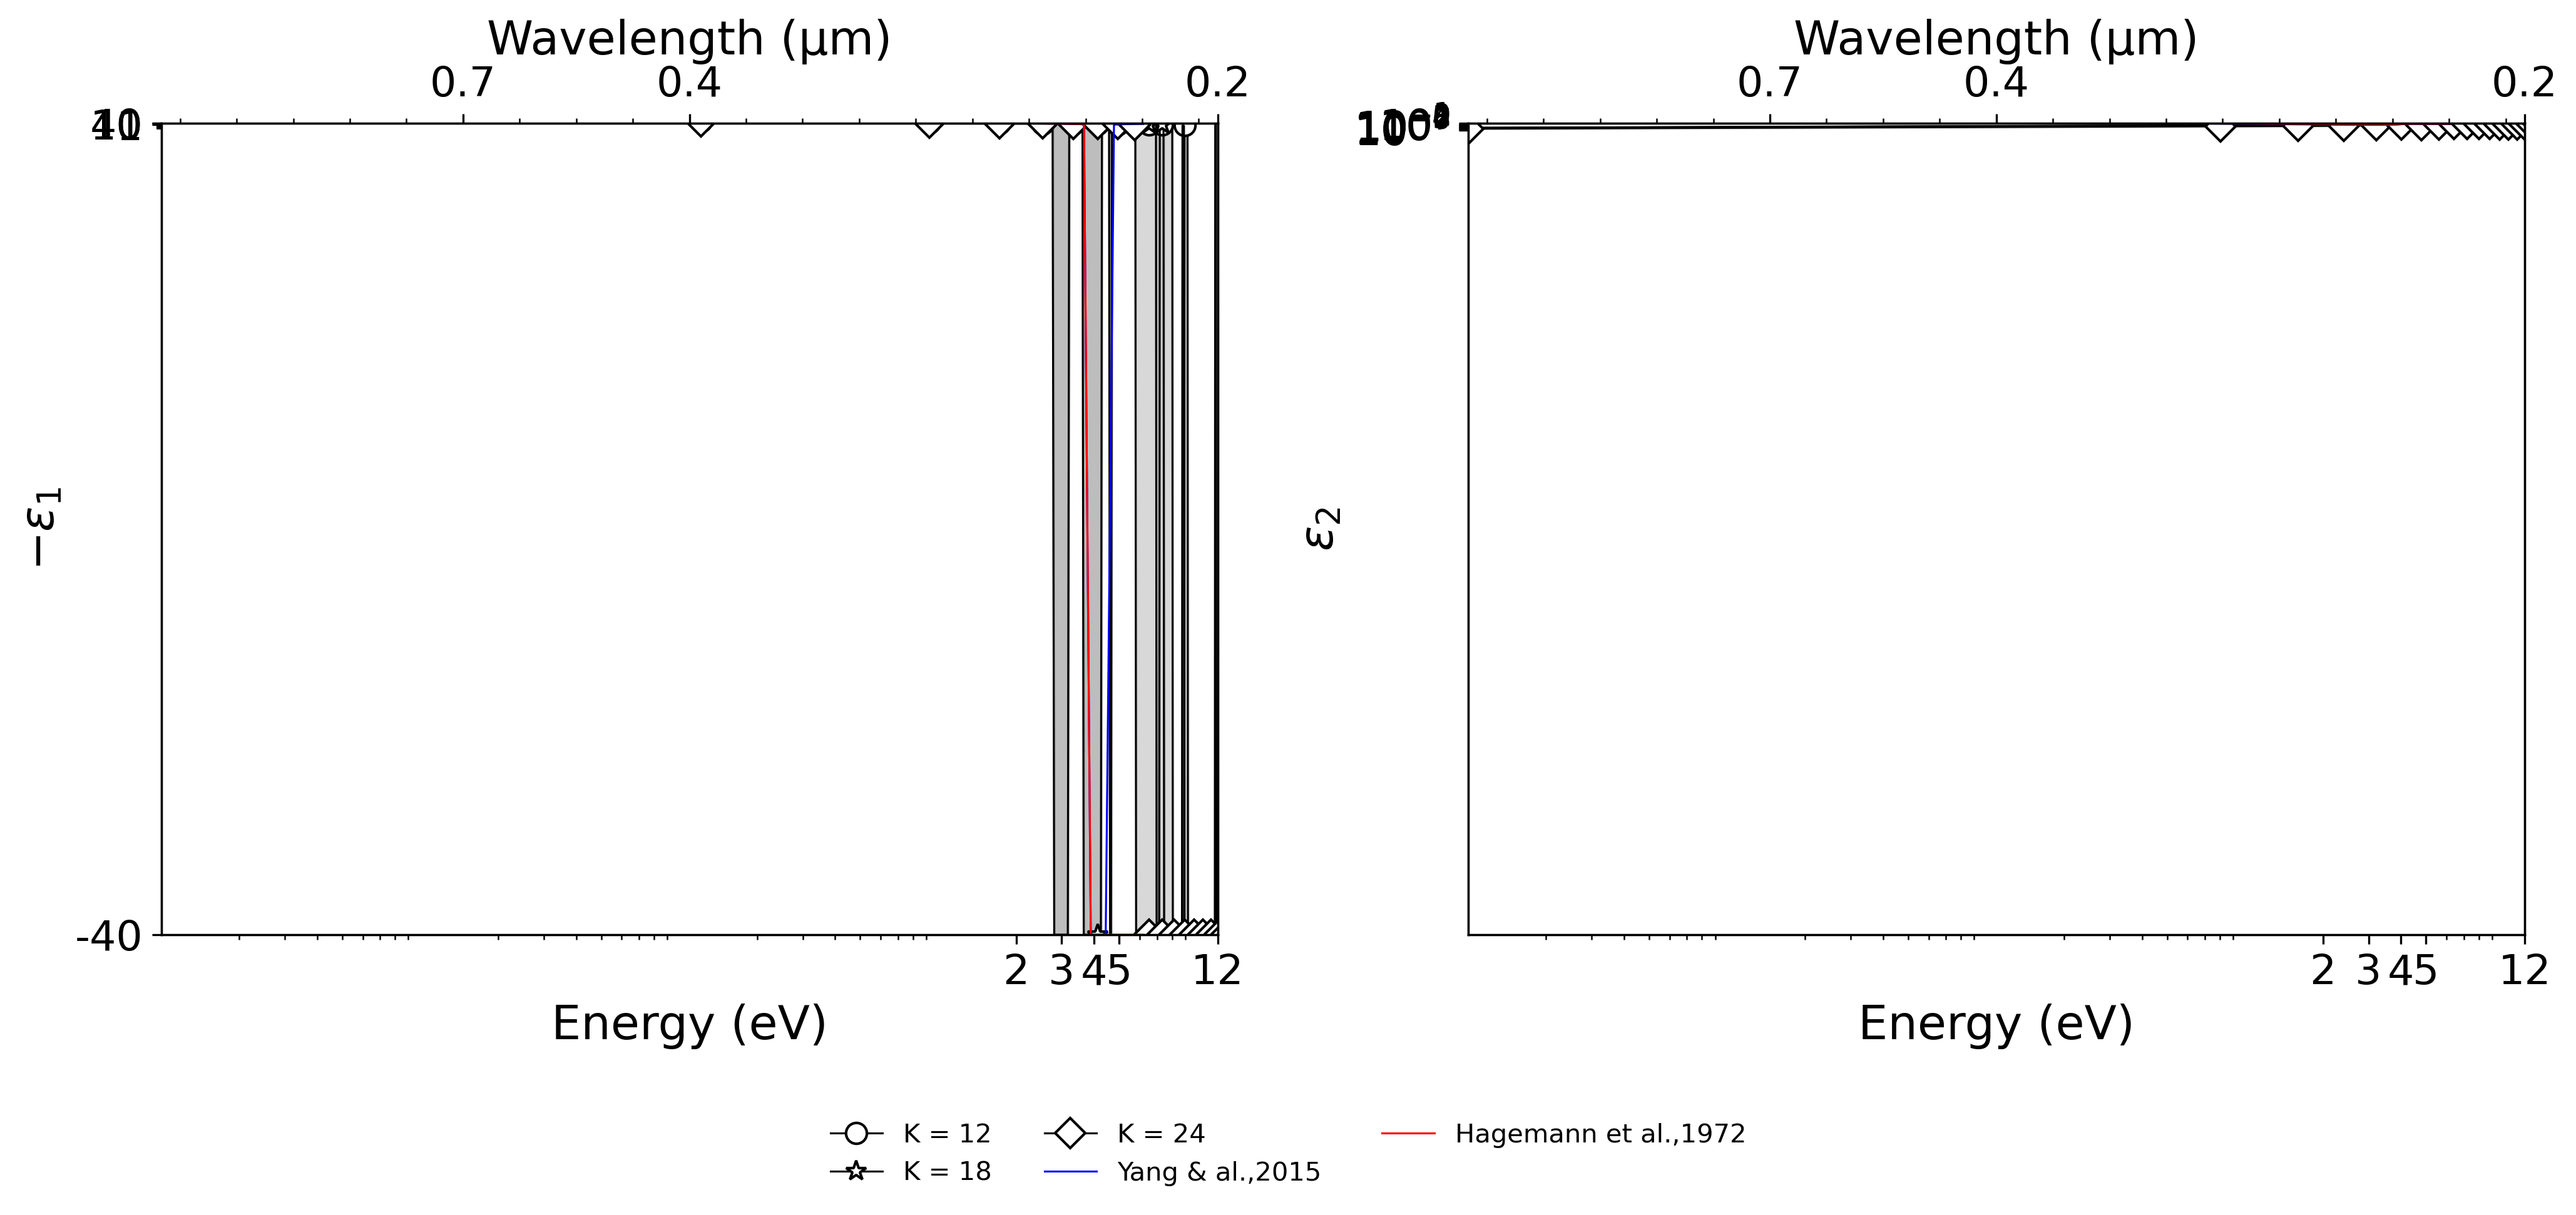 Wavelength (μm)
0.7 0.4 0.2
-40
−ε1
2 3 4 5 12
Energy (eV)
Wavelength (μm)
0.7 0.4 0.2
ε2
2 3 4 5 12
Energy (eV)
K = 12
K = 18
K = 24
Yang & al.,2015
Hagemann et al.,1972